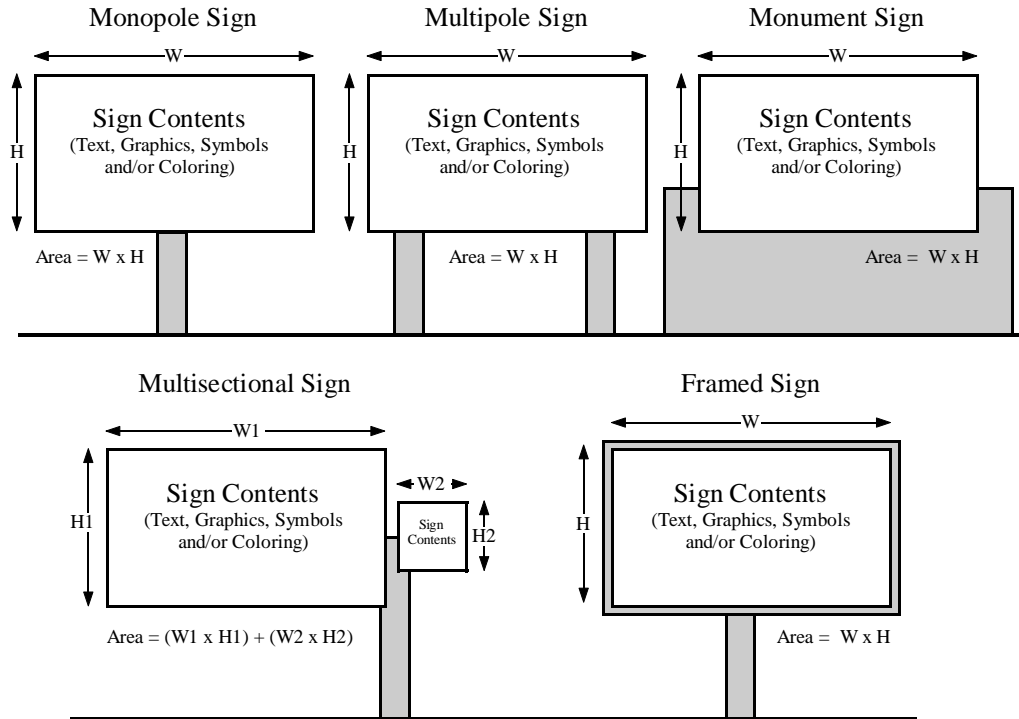 Monopole Sign
W
H
Sign Contents
(Text, Graphics, Symbols
and/or Coloring)
Area = W x H
Multipole Sign
W
H
Sign Contents
(Text, Graphics, Symbols
and/or Coloring)
Area = W x H
Monument Sign
W
H
Sign Contents
(Text, Graphics, Symbols
and/or Coloring)
Area = W x H
Multisectional Sign
W1
H1
Sign Contents
(Text, Graphics, Symbols
and/or Coloring)
W2
Sign
Contents
H2
Area = (W1 x H1) + (W2 x H2)
Framed Sign
W
H
Sign Contents
(Text, Graphics, Symbols
and/or Coloring)
Area = W x H